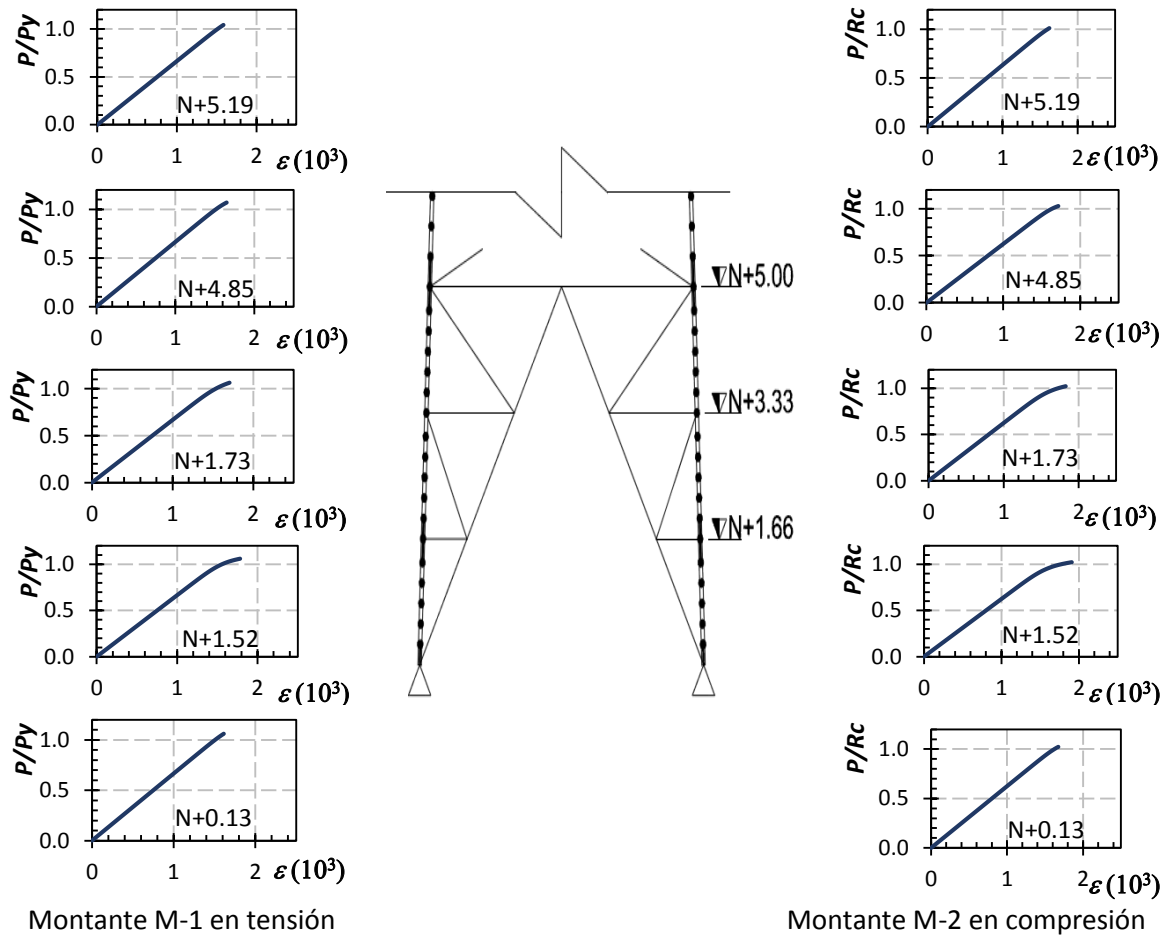 P/Py
1.0
0.5
0.0
N+5.19
0 1 2 ε (10³)
P/Py
1.0
0.5
0.0
N+4.85
0 1 2 ε (10³)
P/Py
1.0
0.5
0.0
N+1.73
0 1 2 ε (10³)
P/Py
1.0
0.5
0.0
N+1.52
0 1 2 ε (10³)
P/Py
1.0
0.5
0.0
N+0.13
0 1 2 ε (10³)
Montante M-1 en tensión
N+5.00
N+3.33
N+1.66
P/Rc
1.0
0.5
0.0
N+5.19
0 1 2 ε (10³)
P/Rc
1.0
0.5
0.0
N+4.85
0 1 2 ε (10³)
P/Rc
1.0
0.5
0.0
N+1.73
0 1 2 ε (10³)
P/Rc
1.0
0.5
0.0
N+1.52
0 1 2 ε (10³)
P/Rc
1.0
0.5
0.0
N+0.13
0 1 2 ε (10³)
Montante M-2 en compresión